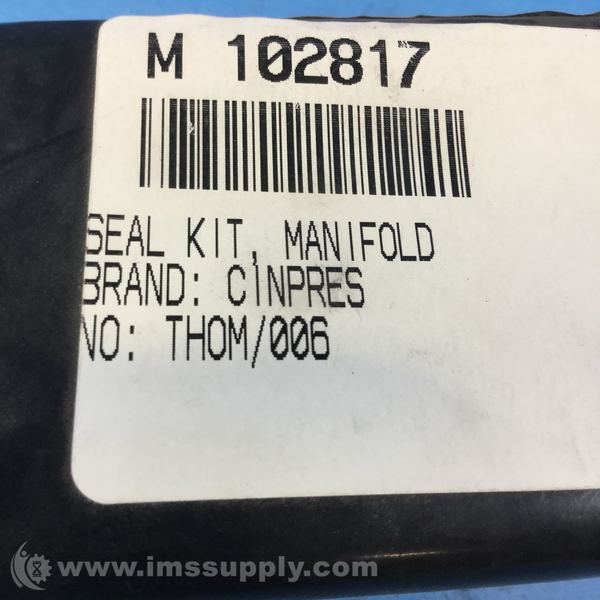 M 102817
SEAL KIT, MANIFOLD
BRAND: CINPRES
NO: THOM/006
www.imssupply.com